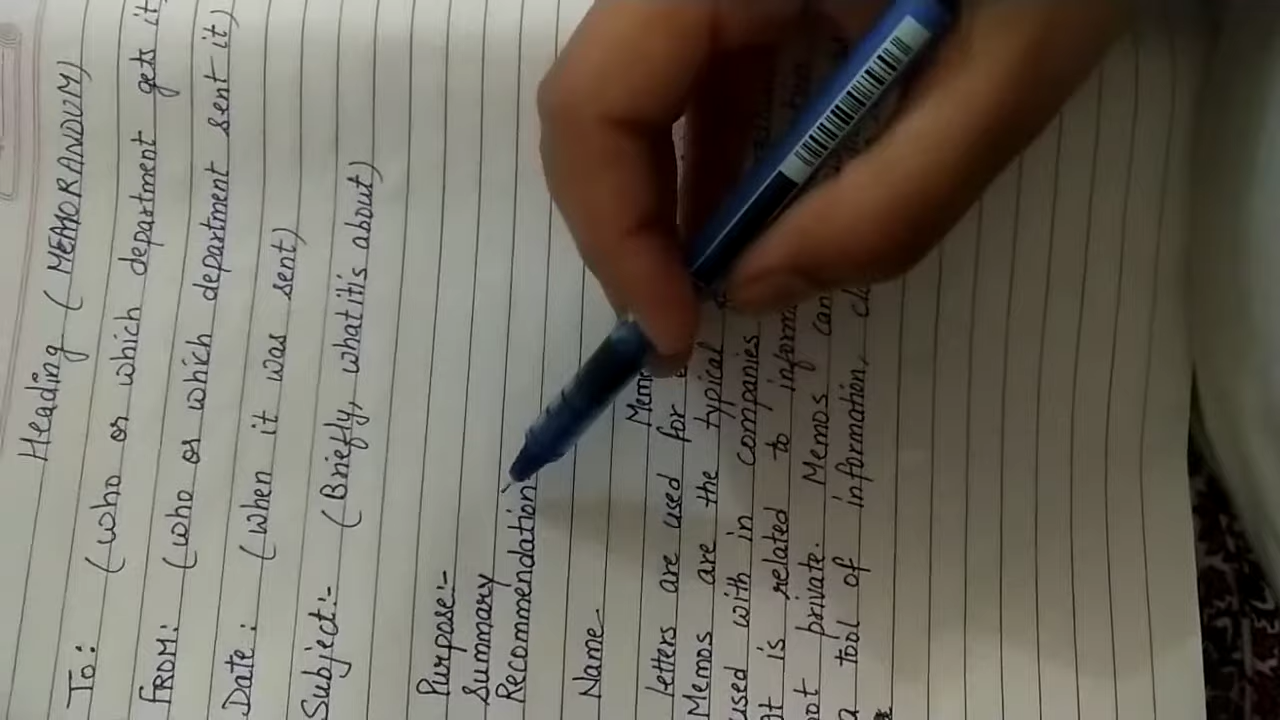 Heading (MEMORANDUM)
To: (who or which department gets it
FROM: (who or which department sent it)
Date: (when it was sent)
Subject:- (Briefly, what it is about)
Purpose:-
Summary
Recommendation
Name
letters are used for
Memos are the typical
used with in companies
It is related to inform
not private. Memos can
a tool of information,